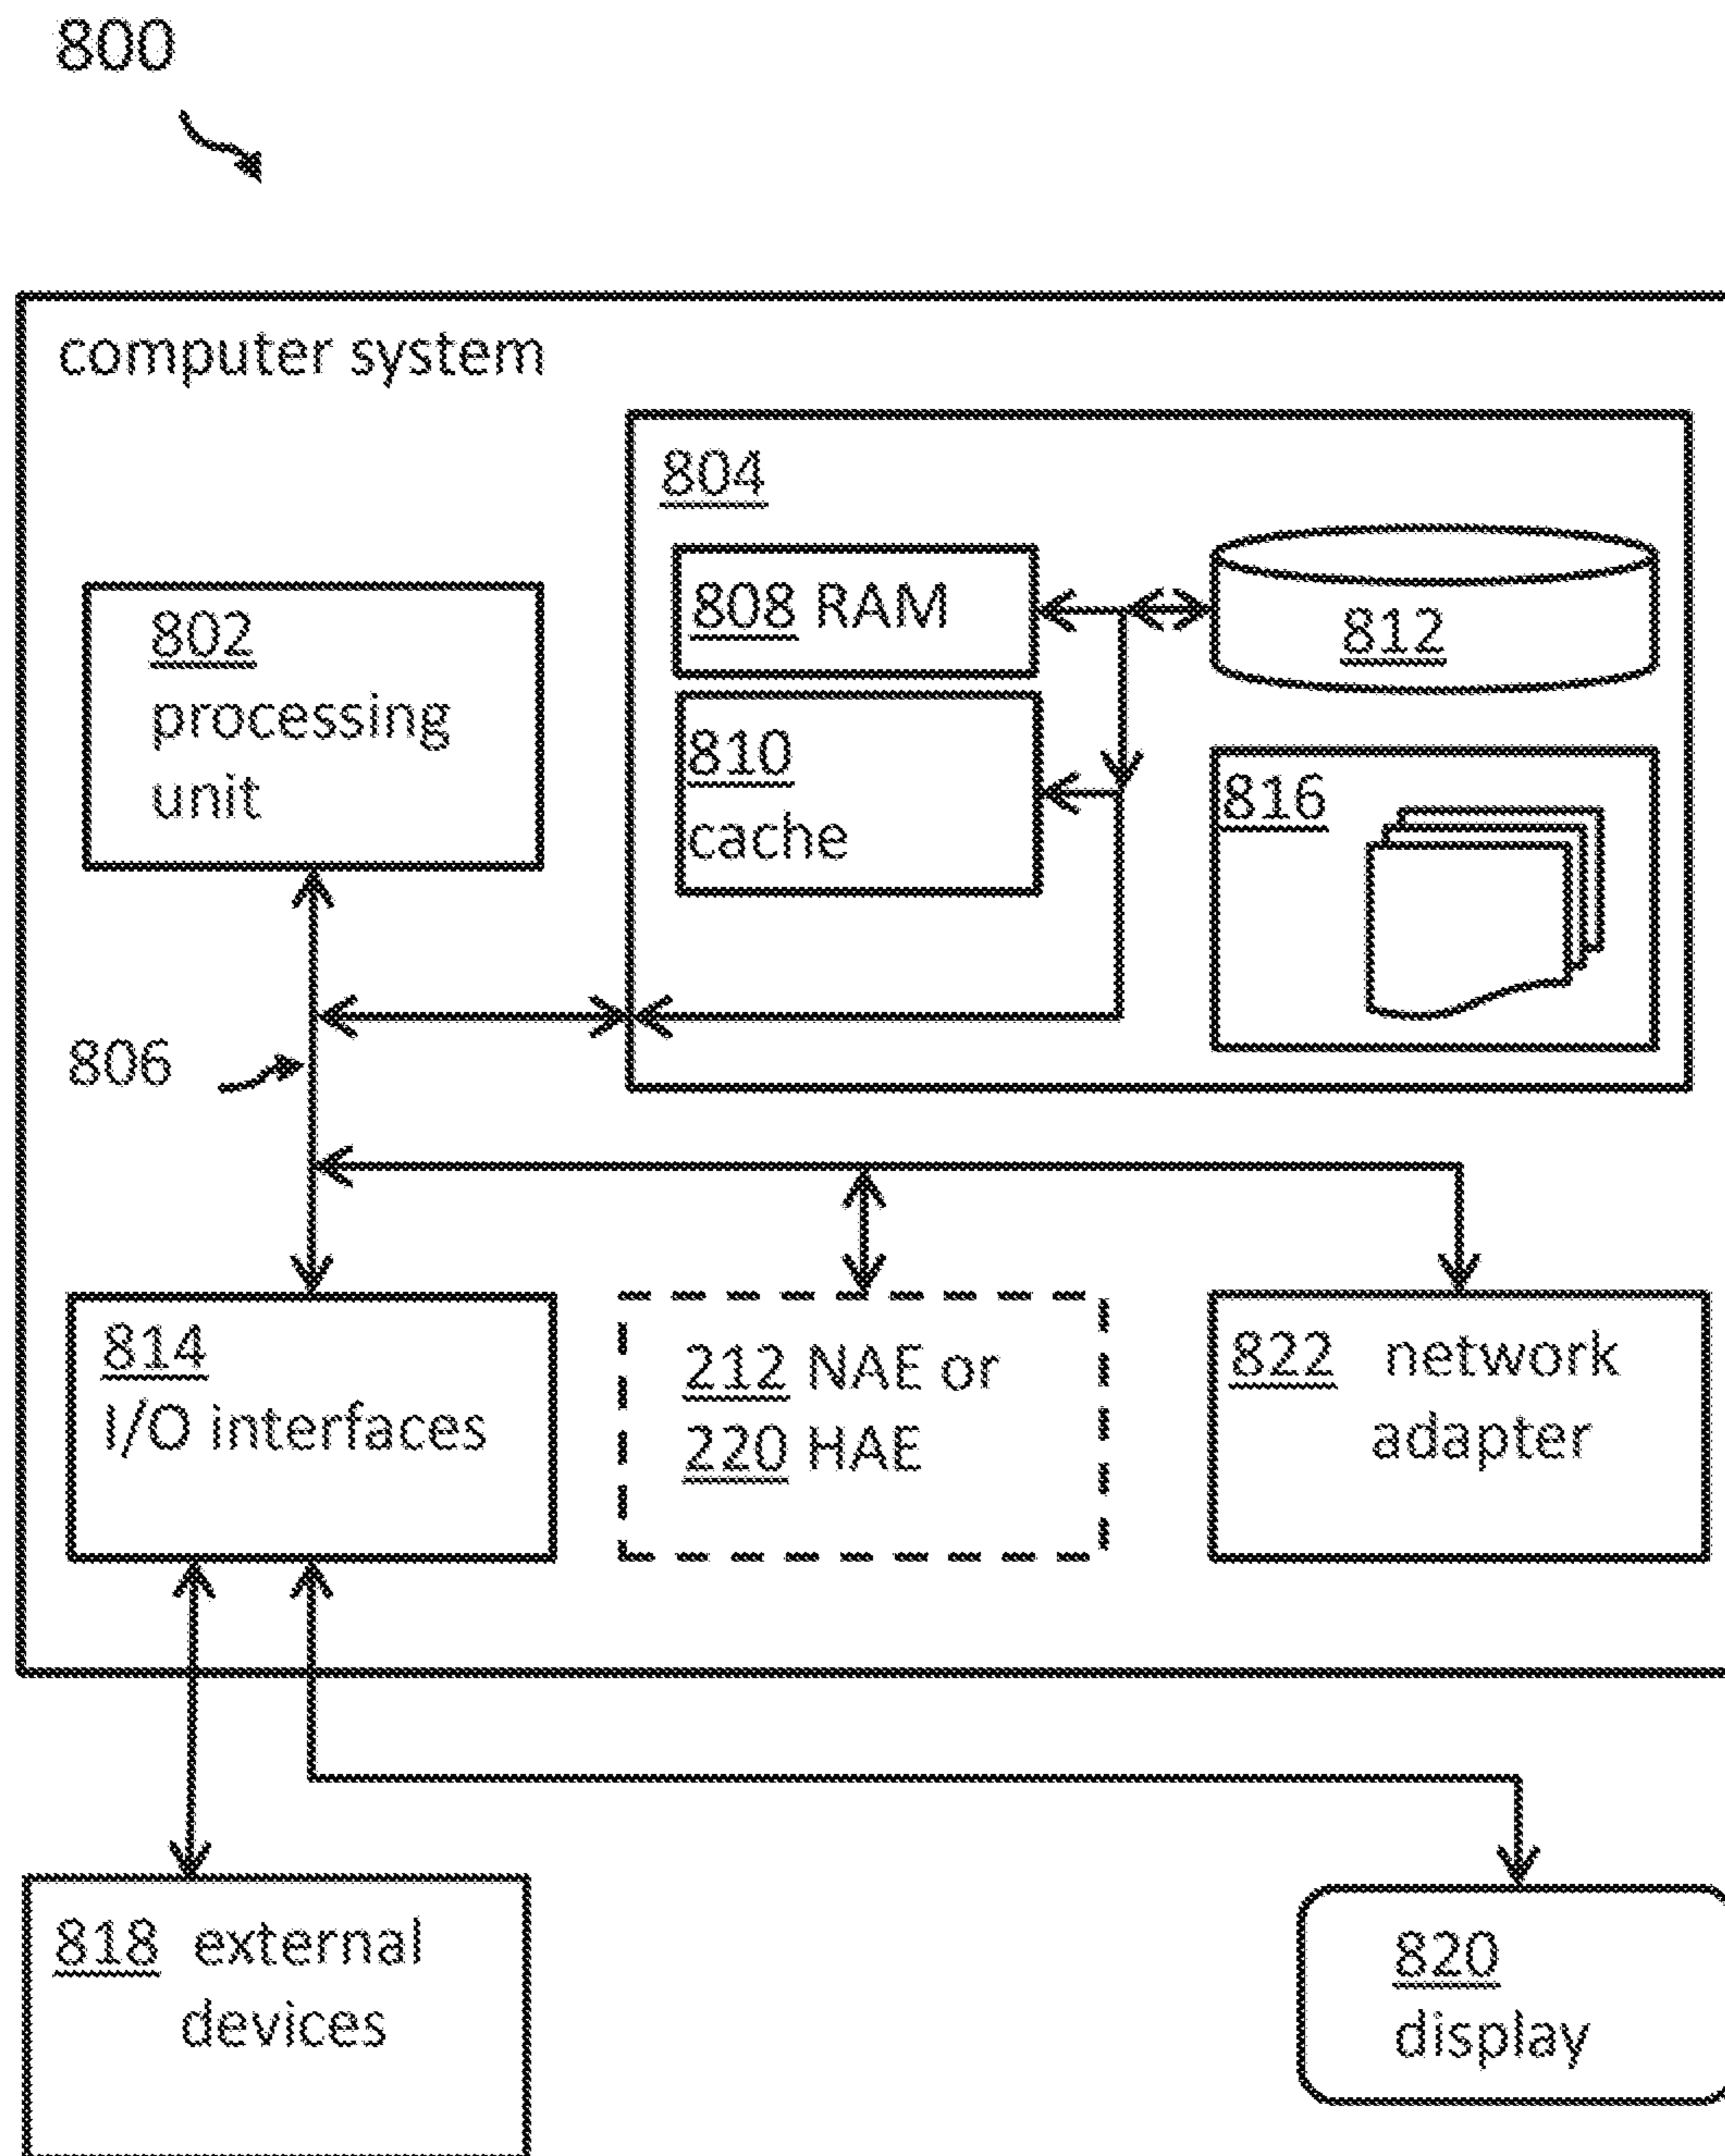 800
computer system
804
808 RAM
812
802
processing
unit
810
cache
816
806
814
I/O interfaces
212 NAE or
220 HAE
822 network
adapter
818 external
devices
820
display